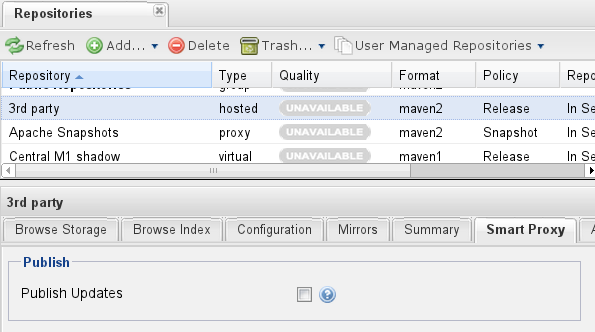 Repositories
Refresh Add... Delete Trash... User Managed Repositories
Repository Type Quality Format Policy Repo
Public Repositories group maven2
3rd party hosted UNAVAILABLE maven2 Release In Se
Apache Snapshots proxy UNAVAILABLE maven2 Snapshot In Se
Central M1 shadow virtual UNAVAILABLE maven1 Release In Se
3rd party
Browse Storage Browse Index Configuration Mirrors Summary Smart Proxy A
Publish
Publish Updates